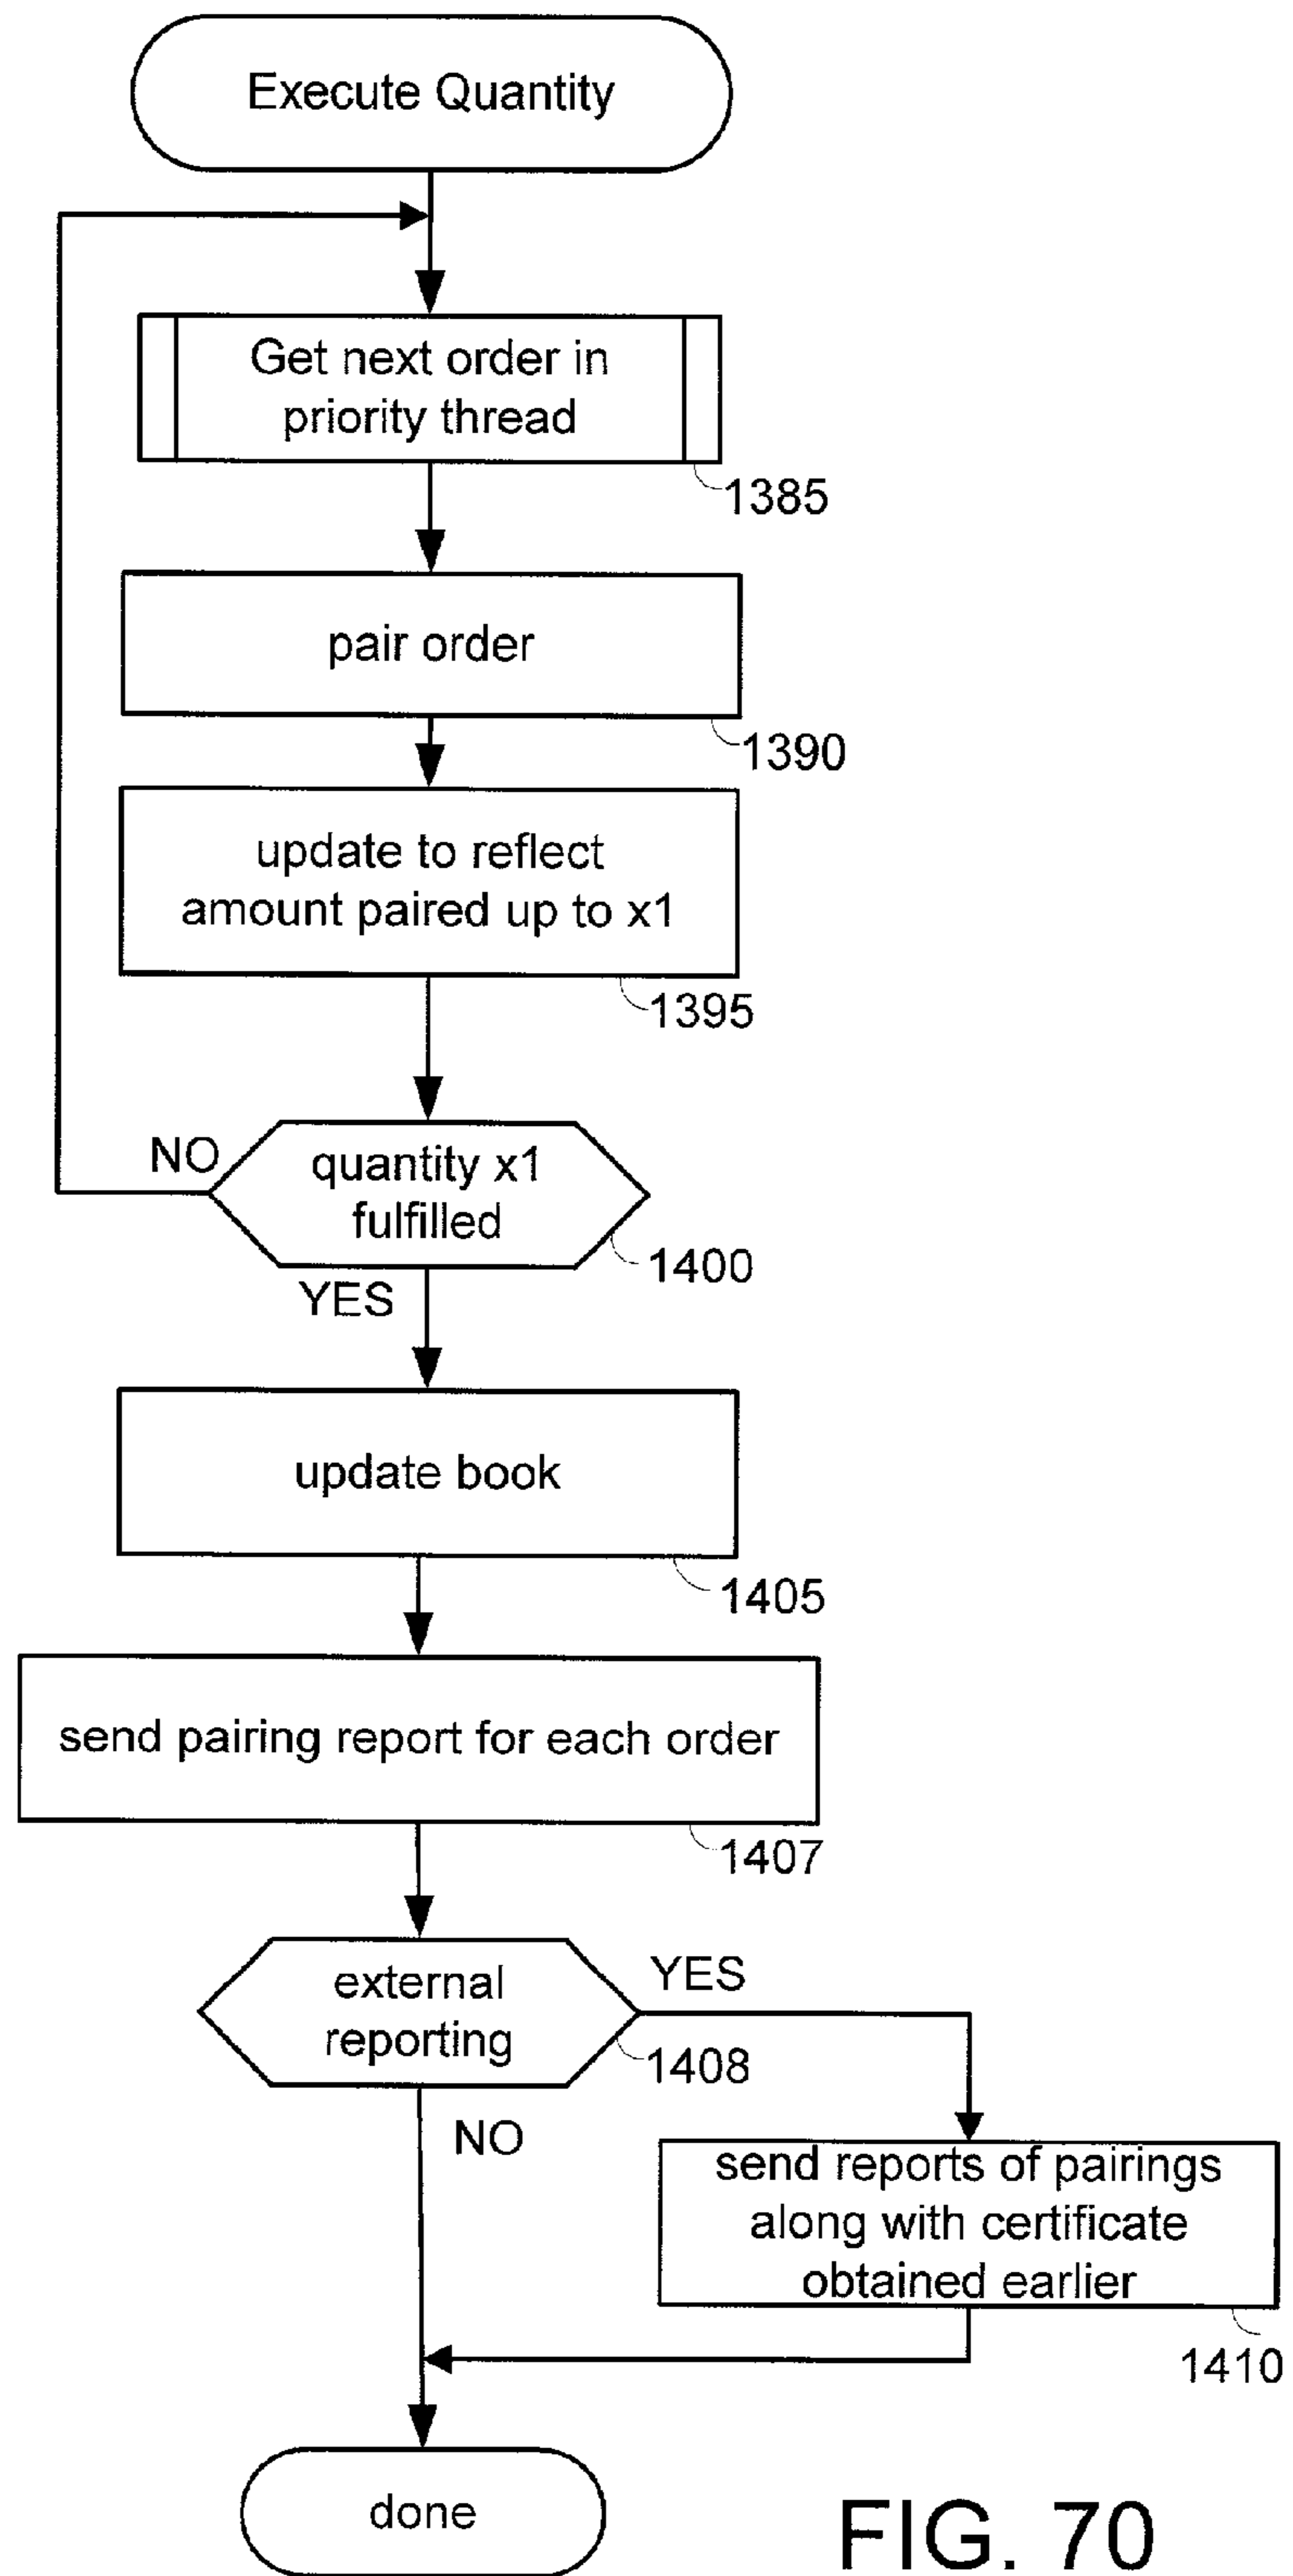 Execute Quantity
Get next order in
priority thread
1385
pair order
1390
update to reflect
amount paired up to x1
1395
NO
quantity x1
fulfilled
1400
YES
update book
1405
send pairing report for each order
1407
external
reporting
YES
1408
NO
send reports of pairings
along with certificate
obtained earlier
1410
done
FIG. 70